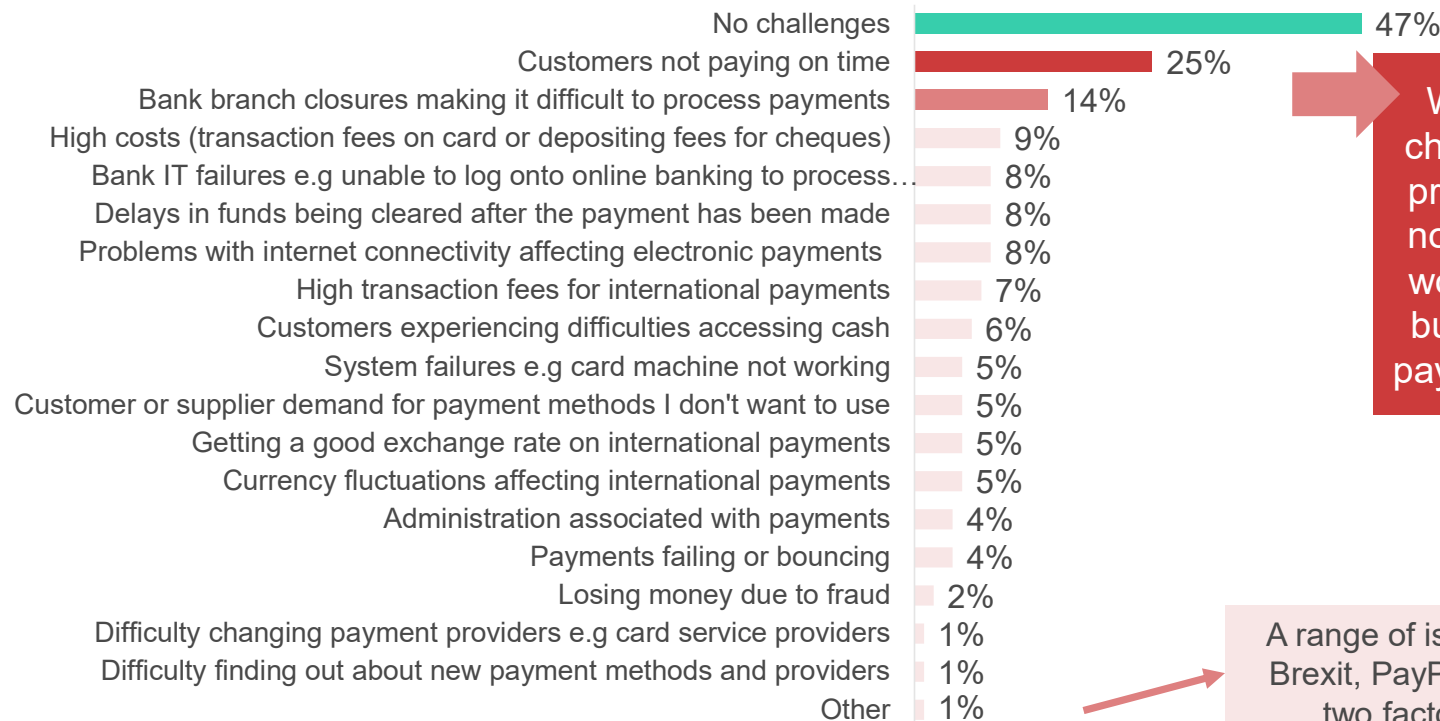 No challenges 47%
Customers not paying on time 25%
Bank branch closures making it difficult to process payments 14%
High costs (transaction fees on card or depositing fees for cheques) 9%
Bank IT failures e.g unable to log onto online banking to process… 8%
Delays in funds being cleared after the payment has been made 8%
Problems with internet connectivity affecting electronic payments 8%
High transaction fees for international payments 7%
Customers experiencing difficulties accessing cash 6%
System failures e.g card machine not working 5%
Customer or supplier demand for payment methods I don't want to use 5%
Getting a good exchange rate on international payments 5%
Currency fluctuations affecting international payments 5%
Administration associated with payments 4%
Payments failing or bouncing 4%
Losing money due to fraud 2%
Difficulty changing payment providers e.g card service providers 1%
Difficulty finding out about new payment methods and providers 1%
Other 1%
A range of
Brexit,
two